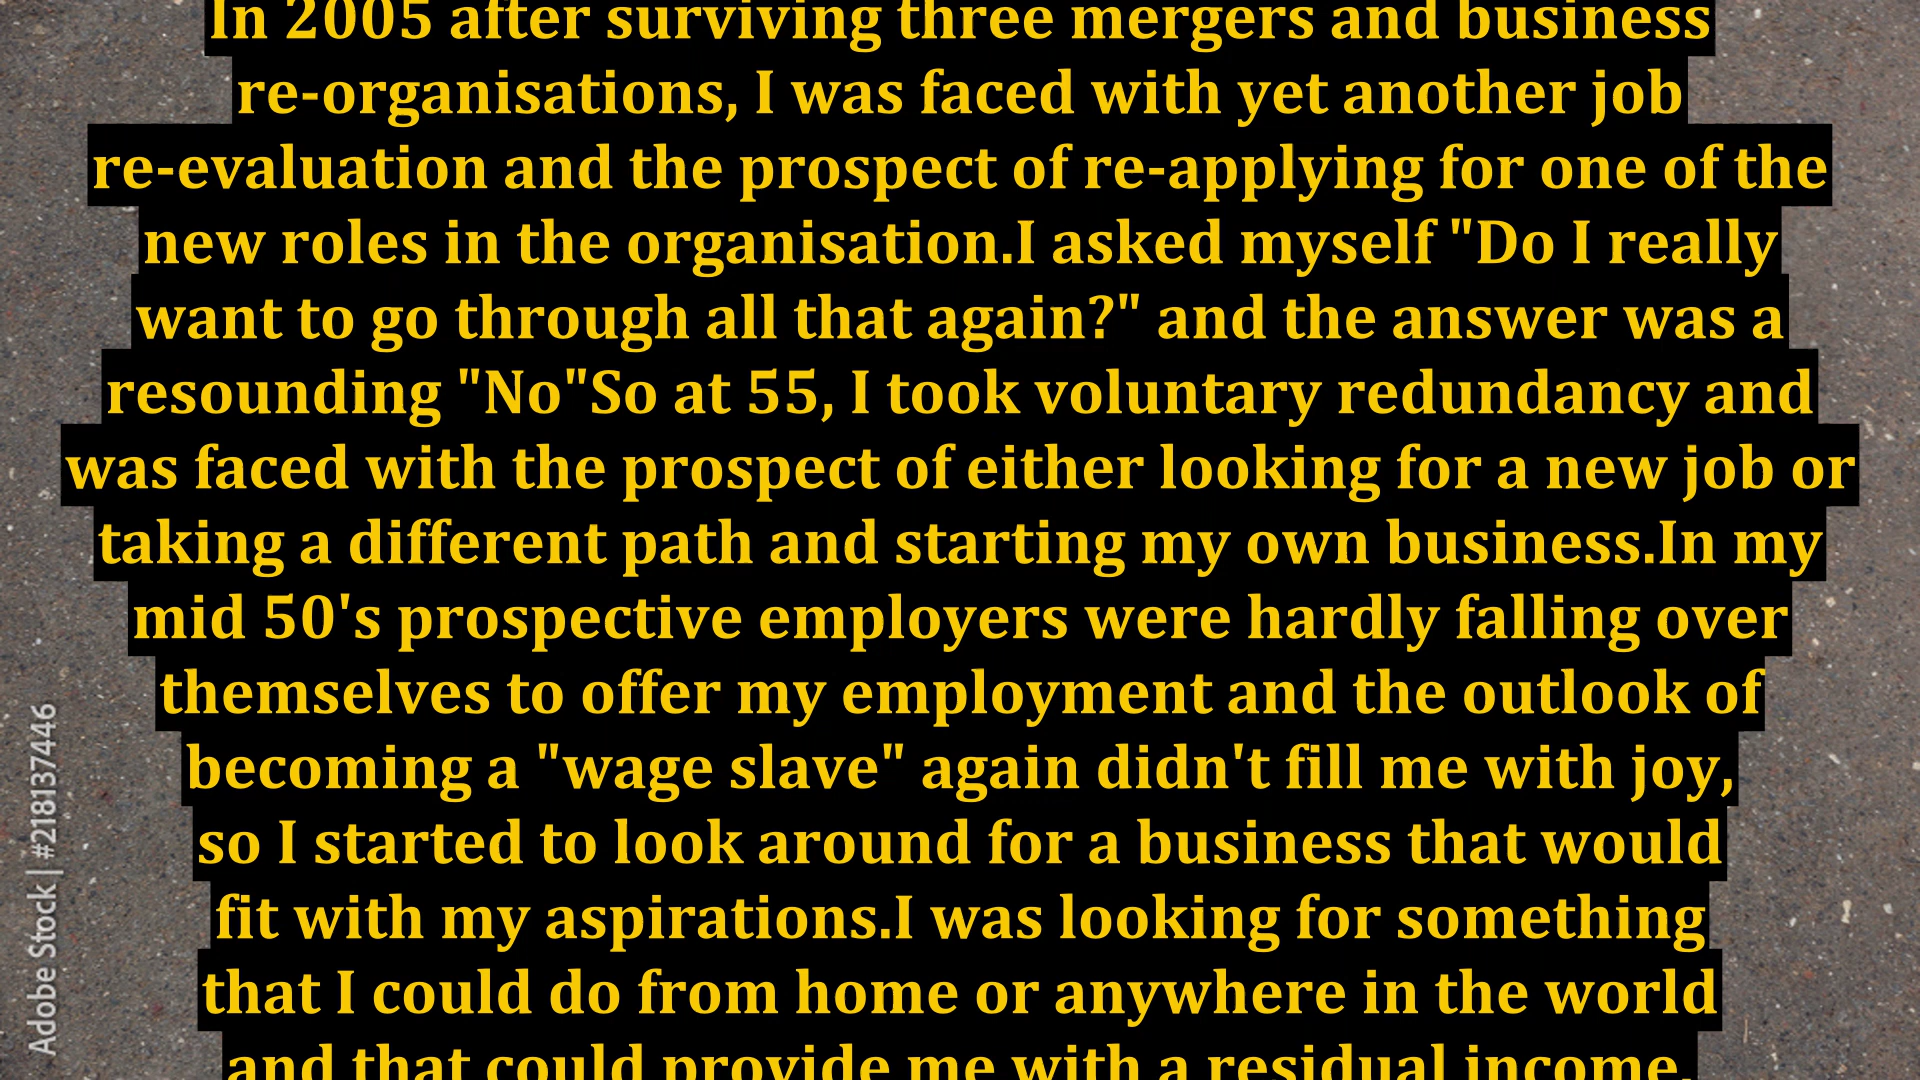 In 2005 after surviving three mergers and business
re-organisations, I was faced with yet another job
re-evaluation and the prospect of re-applying for one of the
new roles in the organisation.I asked myself "Do I really
want to go through all that again?" and the answer was a
resounding "No"So at 55, I took voluntary redundancy and
was faced with the prospect of either looking for a new job or
taking a different path and starting my own business.In my
mid 50's prospective employers were hardly falling over
themselves to offer my employment and the outlook of
becoming a "wage slave" again didn't fill me with joy,
so I started to look around for a business that would
fit with my aspirations.I was looking for something
that I could do from home or anywhere in the world
and that could provide me with a residual income.
Adobe Stock | #218137446